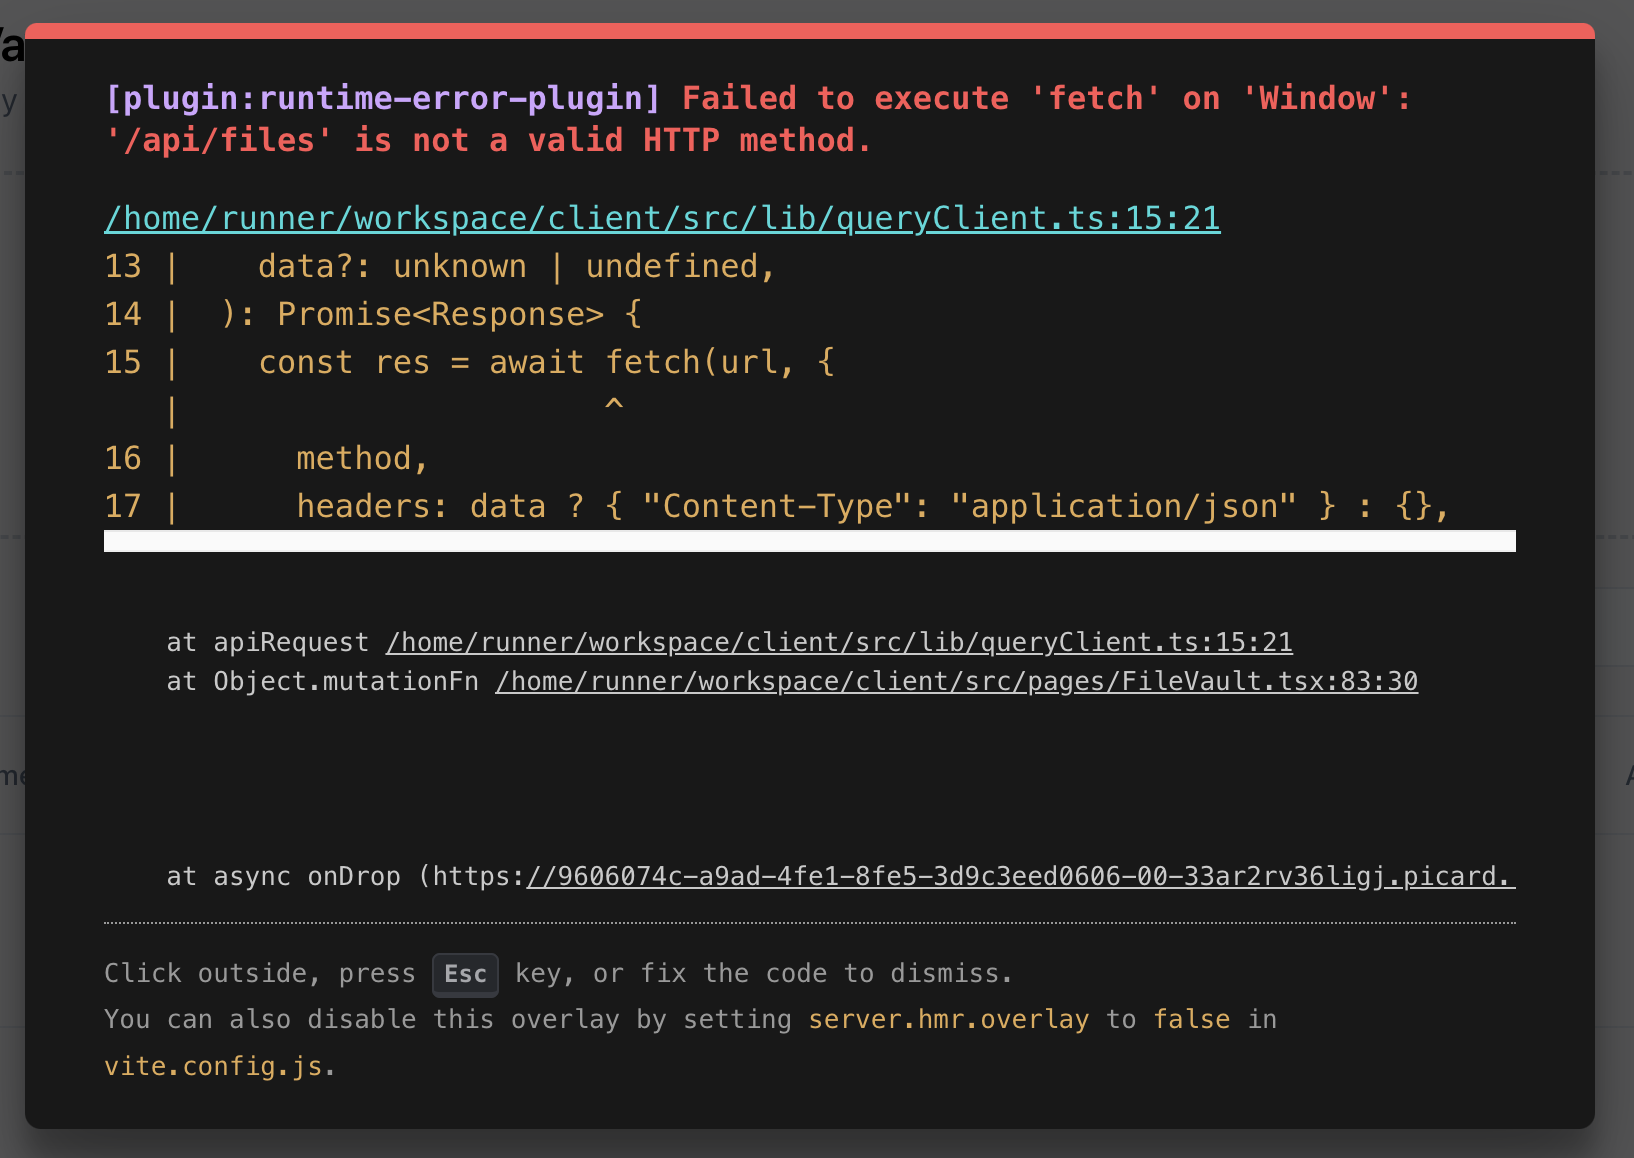 [plugin:runtime-error-plugin] Failed to execute 'fetch' on 'Window':
'/api/files' is not a valid HTTP method.
/home/runner/workspace/client/src/lib/queryClient.ts:15:21
13 |    data?: unknown | undefined,
14 |  ): Promise<Response> {
15 |    const res = await fetch(url, {
   |                      ^
16 |      method,
17 |      headers: data ? { "Content-Type": "application/json" } : {},
at apiRequest /home/runner/workspace/client/src/lib/queryClient.ts:15:21
at Object.mutationFn /home/runner/workspace/client/src/pages/FileVault.tsx:83:30
at async onDrop (https://9606074c-a9ad-4fe1-8fe5-3d9c3eed0606-00-33ar2rv36ligj.picard.
Click outside, press Esc key, or fix the code to dismiss.
You can also disable this overlay by setting server.hmr.overlay to false in
vite.config.js.